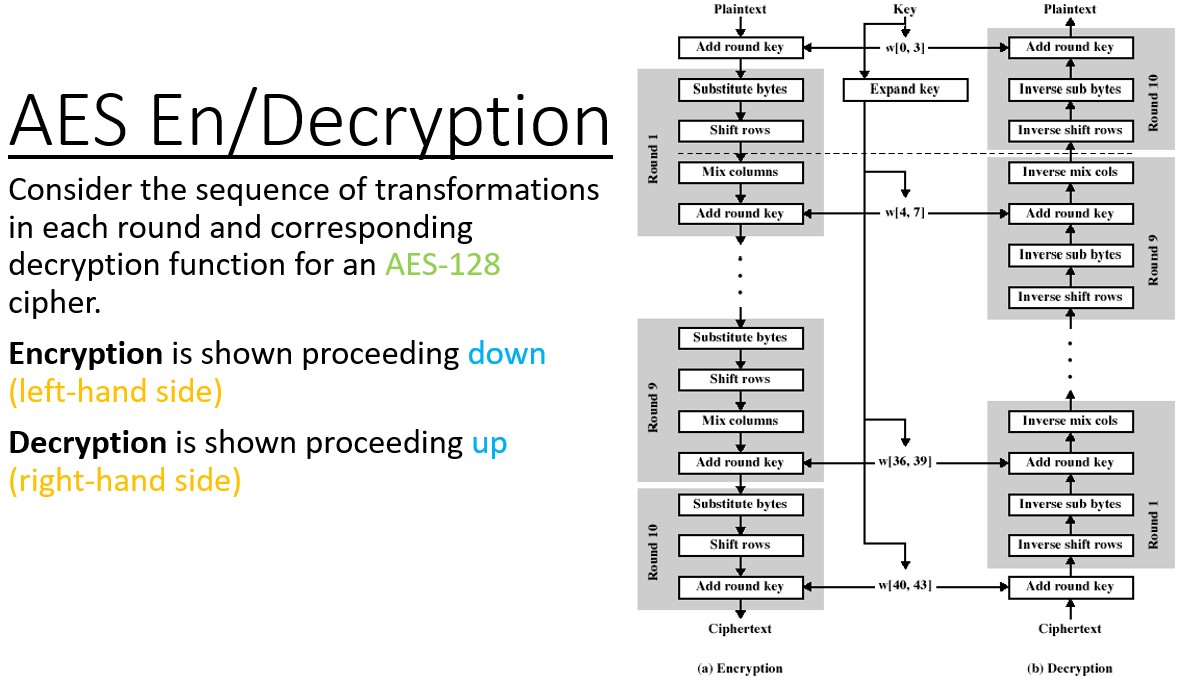 AES En/Decryption
Consider the sequence of transformations
in each round and corresponding
decryption function for an AES-128
cipher.
Encryption is shown proceeding down
(left-hand side)
Decryption is shown proceeding up
(right-hand side)
Plaintext
Add round key
Round 1
Substitute bytes
Shift rows
Mix columns
Add round key
Round 9
Substitute bytes
Shift rows
Mix columns
Add round key
Round 10
Substitute bytes
Shift rows
Add round key
Ciphertext
(a) Encryption
Key
w[0, 3]
Expand key
w[4, 7]
w[36, 39]
w[40, 43]
Plaintext
Add round key
Inverse sub bytes
Inverse shift rows
Round 10
Inverse mix cols
Add round key
Inverse sub bytes
Inverse shift rows
Round 9
Inverse mix cols
Add round key
Inverse sub bytes
Inverse shift rows
Round 1
Add round key
Ciphertext
(b) Decryption